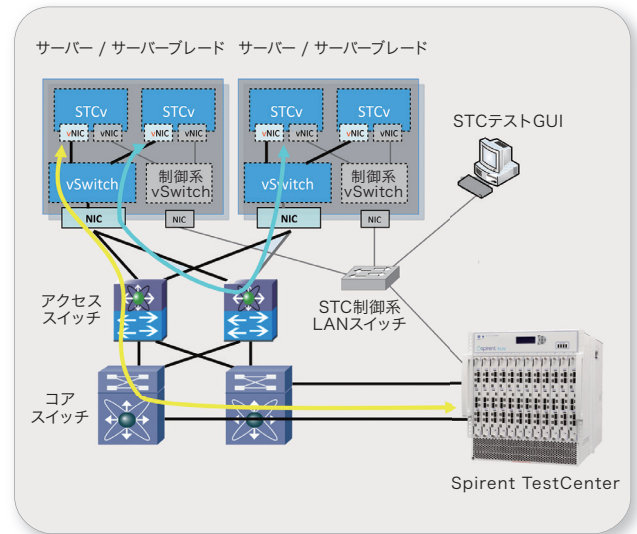 サーバー / サーバーブレード
サーバー / サーバーブレード
STCv
STCv
STCv
STCv
vNIC
vNIC
vNIC
vNIC
vNIC
vNIC
vNIC
vNIC
vSwitch
制御系
vSwitch
vSwitch
制御系
vSwitch
NIC
NIC
NIC
NIC
STCテストGUI
アクセス
スイッチ
STC制御系
LANスイッチ
コア
スイッチ
spirent
Spirent TestCenter